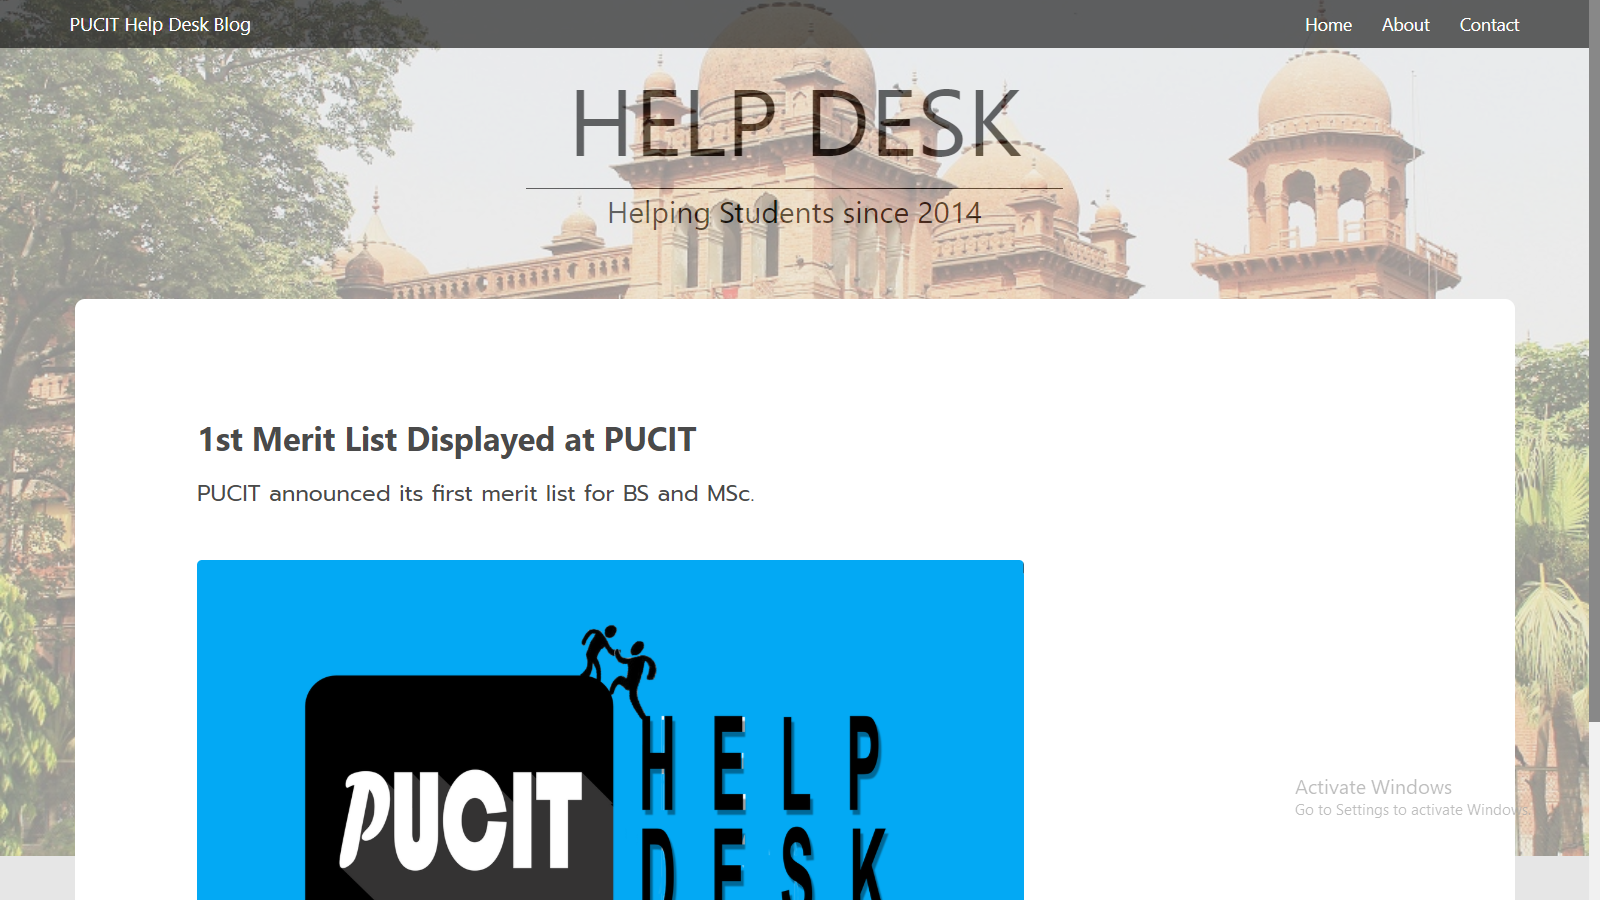 PUCIT Help Desk Blog
Home About Contact
HELP DESK
Helping Students since 2014
1st Merit List Displayed at PUCIT
PUCIT announced its first merit list for BS and MSc.
PUCIT
HELP
DESK
Activate Windows
Go to Settings to activate Windows.